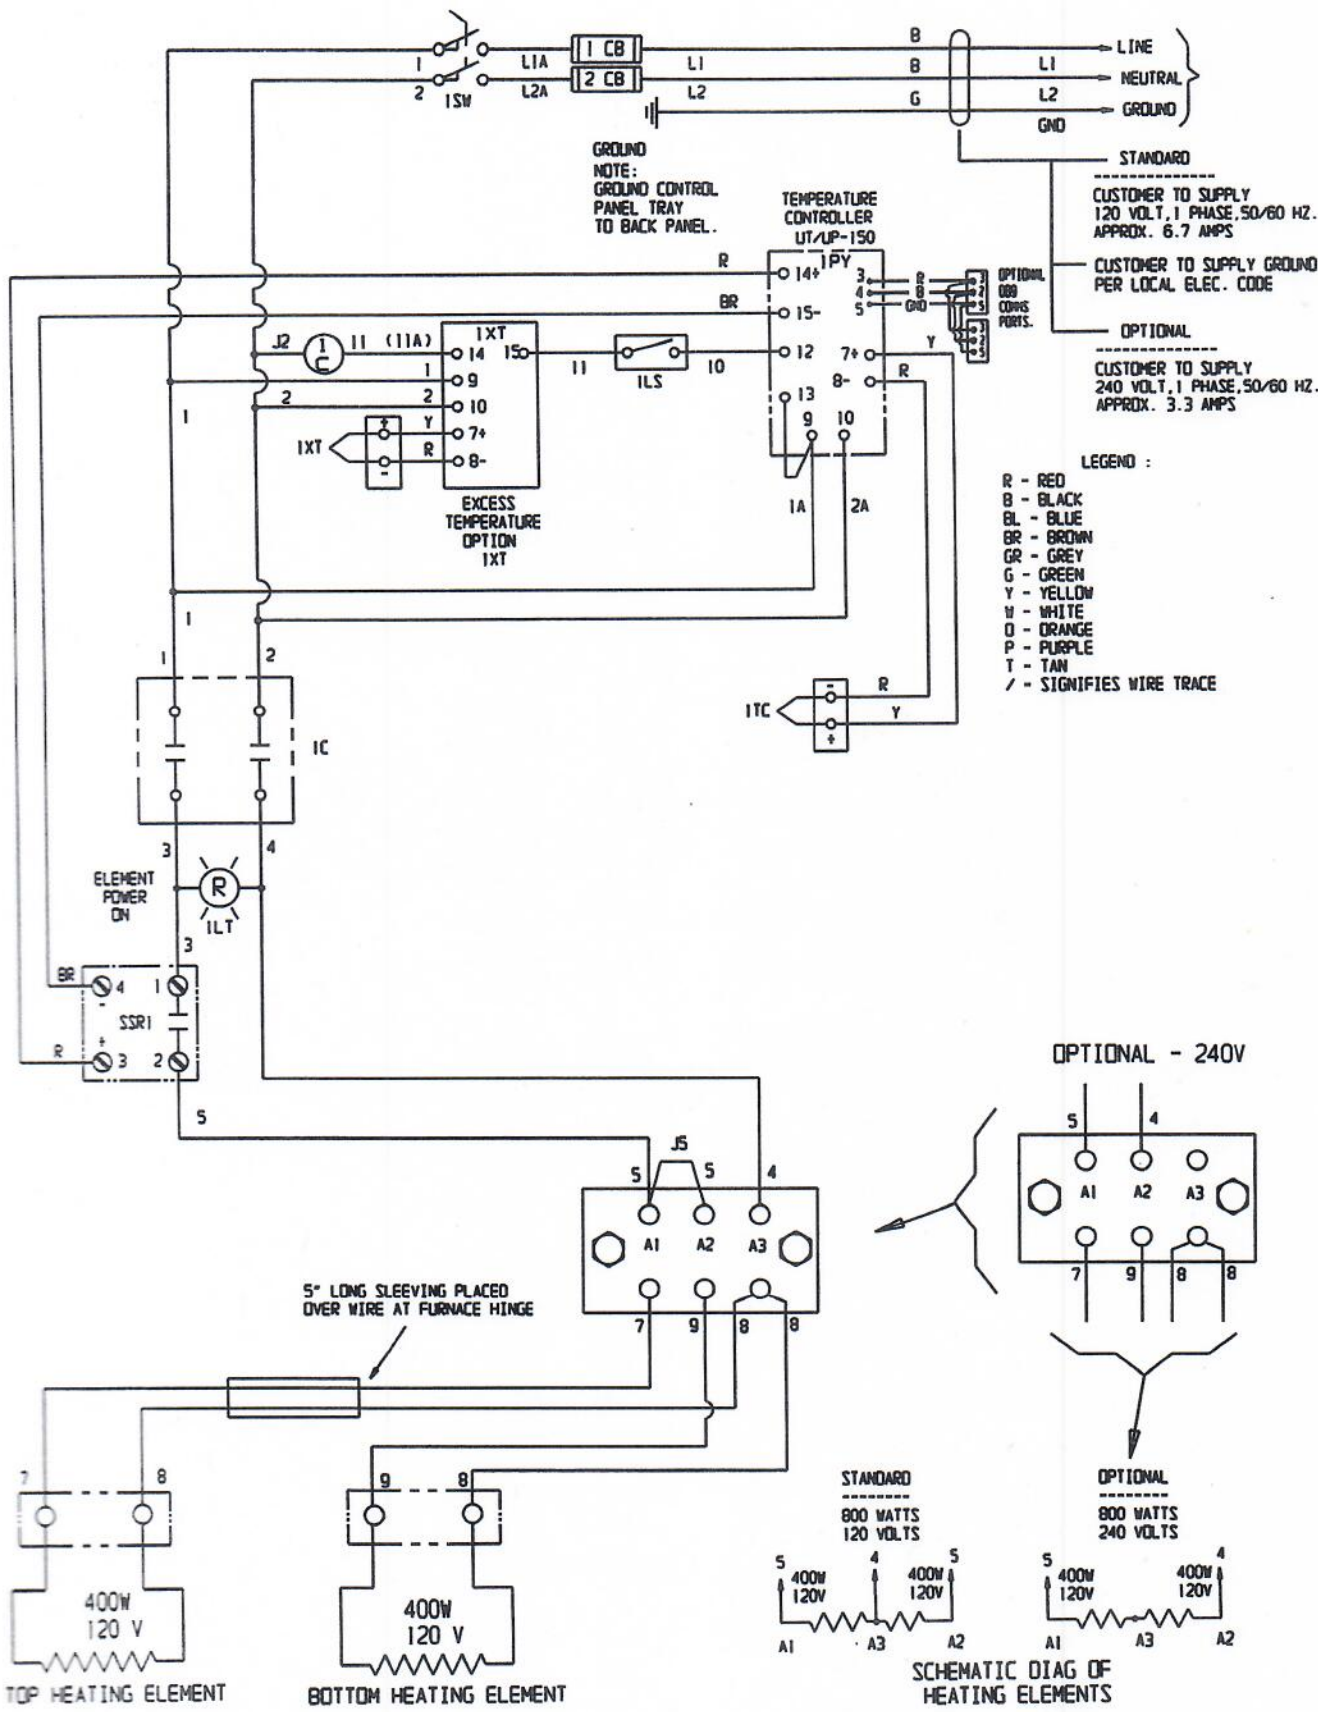 1 CB
2 CB
1
2
1SW
L1A
L2A
L1
L2
B
B
G
L1
L2
GND
LINE
NEUTRAL
GROUND
GROUND
NOTE:
GROUND CONTROL
PANEL TRAY
TO BACK PANEL.
STANDARD
CUSTOMER TO SUPPLY
120 VOLT,1 PHASE,50/60 HZ.
APPROX. 6.7 AMPS
CUSTOMER TO SUPPLY GROUND
PER LOCAL ELEC. CODE
OPTIONAL
CUSTOMER TO SUPPLY
240 VOLT,1 PHASE,50/60 HZ.
APPROX. 3.3 AMPS
TEMPERATURE
CONTROLLER
UT/UP-150
1PY
R
14+
BR
15-
12
13
9
10
3
4
5
7+
8-
R
B
GND
3
2
5
3
2
5
OPTIONAL
COMMS
PORTS.
Y
R
J2
1
C
11
(11A)
1XT
14
15
1
9
2
2
10
Y
7+
R
8-
1XT
+
-
11
1LS
10
EXCESS
TEMPERATURE
OPTION
1XT
1
1A
2A
LEGEND :
R - RED
B - BLACK
BL - BLUE
BR - BROWN
GR - GREY
G - GREEN
Y - YELLOW
W - WHITE
O - ORANGE
P - PURPLE
T - TAN
/ - SIGNIFIES WIRE TRACE
1
1
2
1C
1TC
-
+
R
Y
3
4
ELEMENT
POWER
ON
R
1LT
3
BR
4
1
-
SSR1
+
R
3
2
5
J5
5
5
4
A1
A2
A3
7
9
8
8
OPTIONAL - 240V
5
4
A1
A2
A3
7
9
8
8
5" LONG SLEEVING PLACED
OVER WIRE AT FURNACE HINGE
7
8
400W
120 V
TOP HEATING ELEMENT
9
8
400W
120 V
BOTTOM HEATING ELEMENT
STANDARD
800 WATTS
120 VOLTS
5
400W
120V
4
400W
120V
5
A1
A3
A2
OPTIONAL
800 WATTS
240 VOLTS
5
400W
120V
400W
120V
4
A1
A3
A2
SCHEMATIC DIAG OF
HEATING ELEMENTS